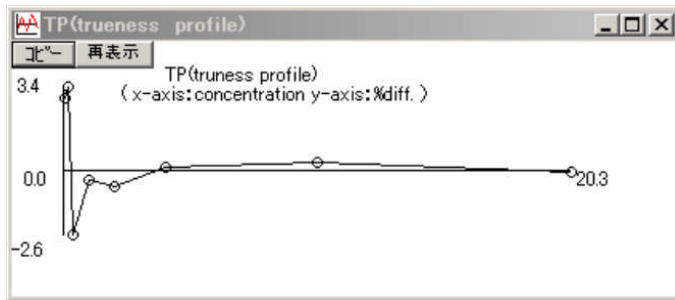 TP(trueness profile)
コピー 再表示
TP(truness profile)
(x-axis:concentration y-axis:%diff.)
3.4
0.0
20.3
-2.6